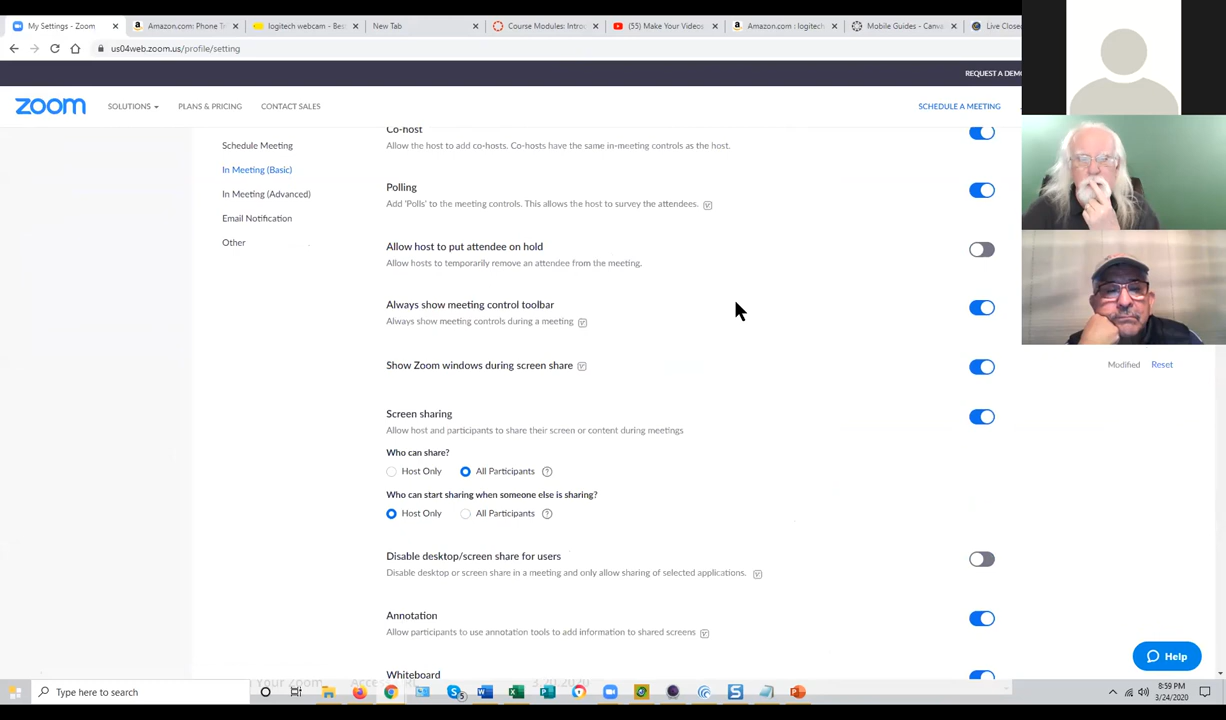 My Settings - Zoom
Amazon.com: Phone T
logitech webcam - Bes
New Tab
Course Modules: Intro
(55) Make Your Videos
Amazon.com : logitech
Mobile Guides - Canva
Live Closed
us04web.zoom.us/profile/setting
REQUEST A DEMO
zoom
SOLUTIONS
PLANS & PRICING
CONTACT SALES
SCHEDULE A MEETING
Schedule Meeting
In Meeting (Basic)
In Meeting (Advanced)
Email Notification
Other
Co-host
Allow the host to add co-hosts. Co-hosts have the same in-meeting controls as the host.
Polling
Add 'Polls' to the meeting controls. This allows the host to survey the attendees.
Allow host to put attendee on hold
Allow hosts to temporarily remove an attendee from the meeting.
Always show meeting control toolbar
Always show meeting controls during a meeting
Show Zoom windows during screen share
Modified Reset
Screen sharing
Allow host and participants to share their screen or content during meetings
Who can share?
Host Only All Participants
Who can start sharing when someone else is sharing?
Host Only All Participants
Disable desktop/screen share for users
Disable desktop or screen share in a meeting and only allow sharing of selected applications.
Annotation
Allow participants to use annotation tools to add information to shared screens
Whiteboard
Help
Your Zoom
3.20.2020
Type here to search
8:59 PM
3/24/2020